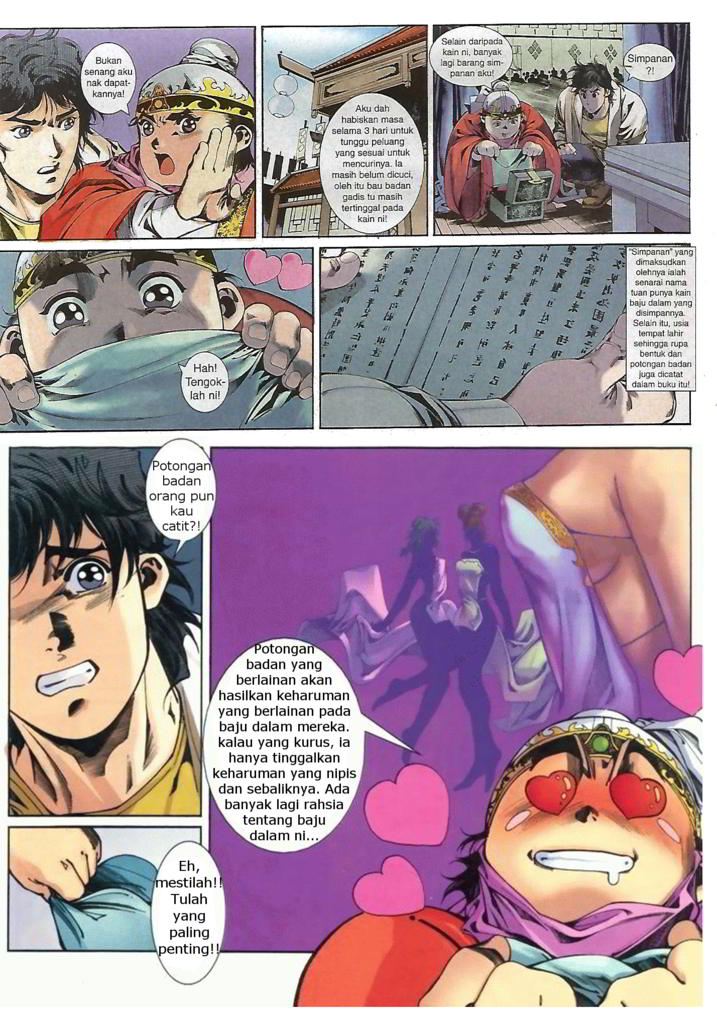 Bukan
senang aku
nak dapat-
kannya!
Aku dah
habiskan masa
selama 3 hari untuk
tunggu peluang
yang sesuai untuk
mencurinya. Ia
masih belum dicuci,
oleh itu bau badan
gadis tu masih
tertinggal pada
kain ni!
Selain daripada
kain ni, banyak
lagi barang sim-
panan aku!
Simpanan
?!
Hah!
Tengok-
lah ni!
"Simpanan" yang
dimaksudkan
olehnya ialah
senarai nama
tuan punya kain
baju dalam yang
disimpannya.
Selain itu, usia
tempat lahir
sehingga rupa
bentuk dan
potongan badan
juga dicatat
dalam buku itu!
Potongan
badan
orang pun
kau
catit?!
Potongan
badan yang
berlainan akan
hasilkan keharuman
yang berlainan pada
baju dalam mereka.
kalau yang kurus, ia
hanya tinggalkan
keharuman yang nipis
dan sebaliknya. Ada
banyak lagi rahsia
tentang baju
dalam ni...
Eh,
mestilah!!
Tulah
yang
paling
penting!!